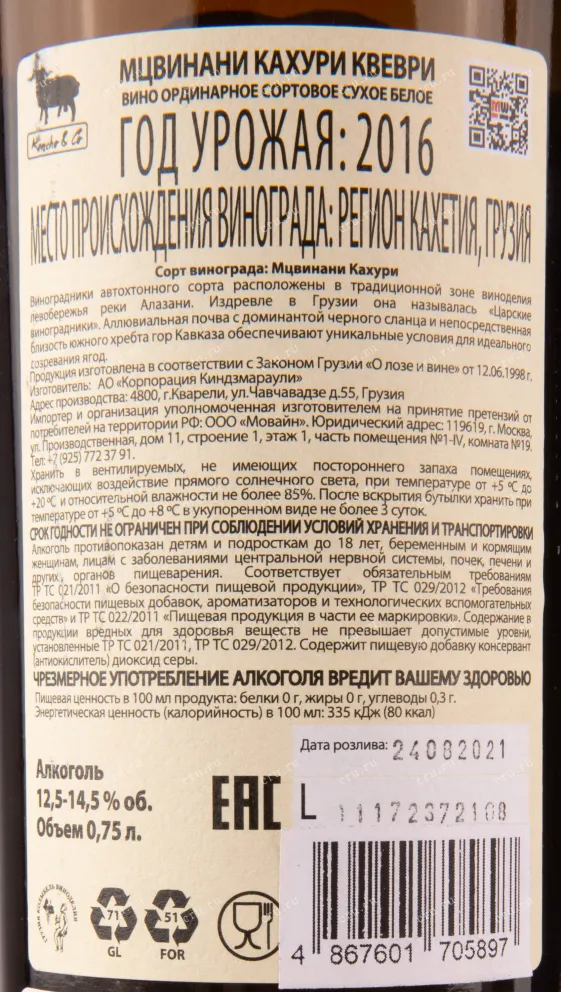 МЦВИНАНИ КАХУРИ КВЕВРИ
ВИНО ОРДИНАРНОЕ СОРТОВОЕ СУХОЕ БЕЛОЕ
ГОД УРОЖАЯ: 2016
МЕСТО ПРОИСХОЖДЕНИЯ ВИНОГРАДА: РЕГИОН КАХЕТИЯ, ГРУЗИЯ
Сорт винограда: Мцвинани Кахури
Виноградники автохтонного сорта расположены в традиционной зоне виноделия
левобережья реки Алазани. Издревле в Грузии она называлась «Царские
виноградники». Аллювиальная почва с доминантой черного сланца и непосредственная
близость южного хребта гор Кавказа обеспечивают уникальные условия для идеального
созревания ягод.
Продукция изготовлена в соответствии с Законом Грузии «О лозе и вине» от 12.06.1998 г.
Изготовитель: АО «Корпорация Киндзмараули»
Адрес производства: 4800, г.Кварели, ул.Чавчавадзе д.55, Грузия
Импортер и организация уполномоченная изготовителем на принятие претензий от
потребителей на территории РФ: ООО «Мовайн». Юридический адрес: 119619, г. Москва,
ул. Производственная, дом 11, строение 1, этаж 1, часть помещения №1-IV, комната №19.
Тел: +7 (925) 772 37 91.
Хранить в вентилируемых, не имеющих постороннего запаха помещениях,
исключающих воздействие прямого солнечного света, при температуре от +5 °С до
+20 °С и относительной влажности не более 85%. После вскрытия бутылки хранить при
температуре от +5 °С до +8 °С в укупоренном виде не более 3 суток.
СРОК ГОДНОСТИ НЕ ОГРАНИЧЕН ПРИ СОБЛЮДЕНИИ УСЛОВИЙ ХРАНЕНИЯ И ТРАНСПОРТИРОВКИ
Алкоголь противопоказан детям и подросткам до 18 лет, беременным и кормящим
женщинам, лицам с заболеваниями центральной нервной системы, почек, печени и
других органов пищеварения. Соответствует обязательным требованиям
ТР ТС 021/2011 «О безопасности пищевой продукции», ТР ТС 029/2012 «Требования
безопасности пищевых добавок, ароматизаторов и технологических вспомогательных
средств» и ТР ТС 022/2011 «Пищевая продукция в части ее маркировки». Содержание в
продукции вредных для здоровья веществ не превышает допустимые уровни,
установленные ТР ТС 021/2011, ТР ТС 029/2012. Содержит пищевую добавку консервант
(антиокислитель) диоксид серы.
ЧРЕЗМЕРНОЕ УПОТРЕБЛЕНИЕ АЛКОГОЛЯ ВРЕДИТ ВАШЕМУ ЗДОРОВЬЮ
Пищевая ценность в 100 мл продукта: белки 0 г, жиры 0 г, углеводы 0,3 г.
Энергетическая ценность (калорийность) в 100 мл: 335 кДж (80 ккал)
Дата розлива: 24082021
L 11172372108
Алкоголь
12,5-14,5 % об.
Объем 0,75 л.
EAC
71
GL
51
FOR
4 867601 705897